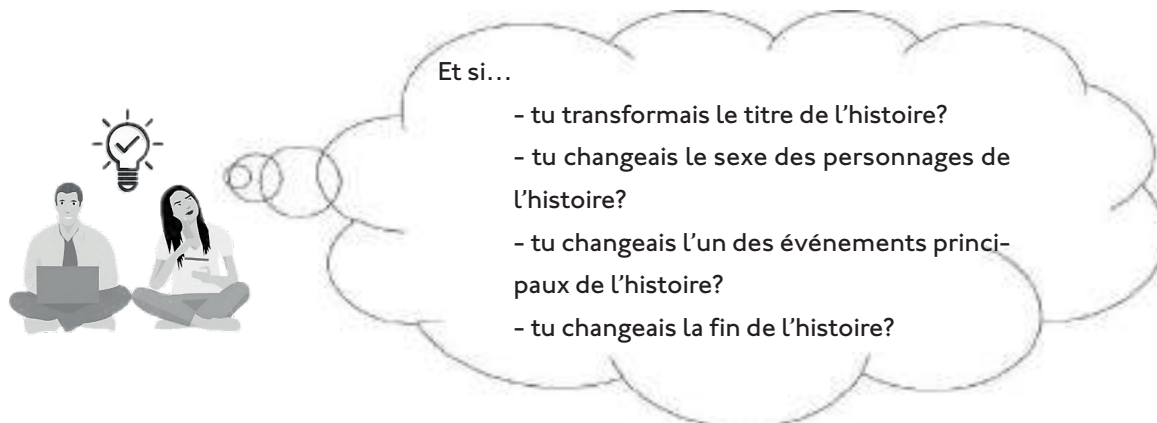 Et si...
- tu transformais le titre de l'histoire?
- tu changeais le sexe des personnages de
l'histoire?
- tu changeais l'un des événements princi-
paux de l'histoire?
- tu changeais la fin de l'histoire?